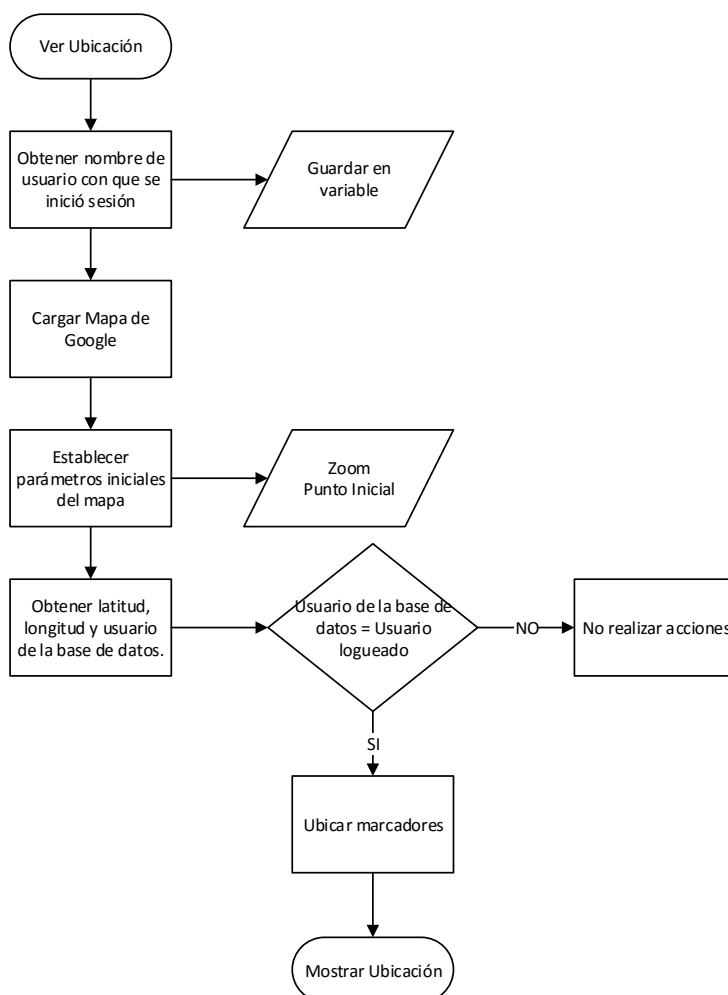 Ver Ubicación
Obtener nombre de
usuario con que se
inició sesión
Guardar en
variable
Cargar Mapa de
Google
Establecer
parámetros iniciales
del mapa
Zoom
Punto Inicial
Obtener latitud,
longitud y usuario
de la base de datos.
Usuario de la base de
datos = Usuario
logueado
NO
No realizar acciones
SI
Ubicar marcadores
Mostrar Ubicación